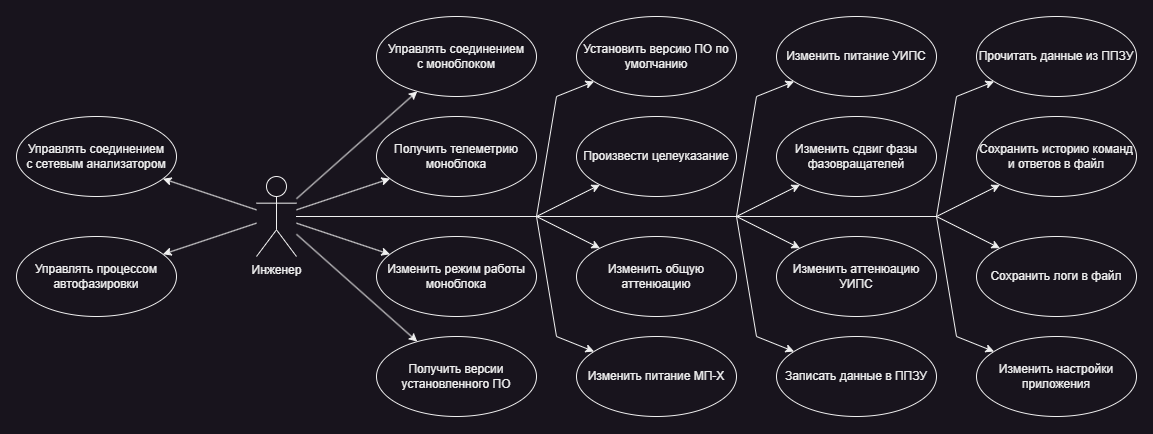 Управлять соединением
с моноблоком
Установить версию ПО по
умолчанию
Изменить питание УИПС
Прочитать данные из ППЗУ
Управлять соединением
с сетевым анализатором
Получить телеметрию
моноблока
Произвести целеуказание
Изменить сдвиг фазы
фазовращателей
Сохранить историю команд
и ответов в файл
Инженер
Управлять процессом
автофазировки
Изменить режим работы
моноблока
Изменить общую
аттенюацию
Изменить аттенюацию
УИПС
Сохранить логи в файл
Получить версии
установленного ПО
Изменить питание МП-Х
Записать данные в ППЗУ
Изменить настройки
приложения